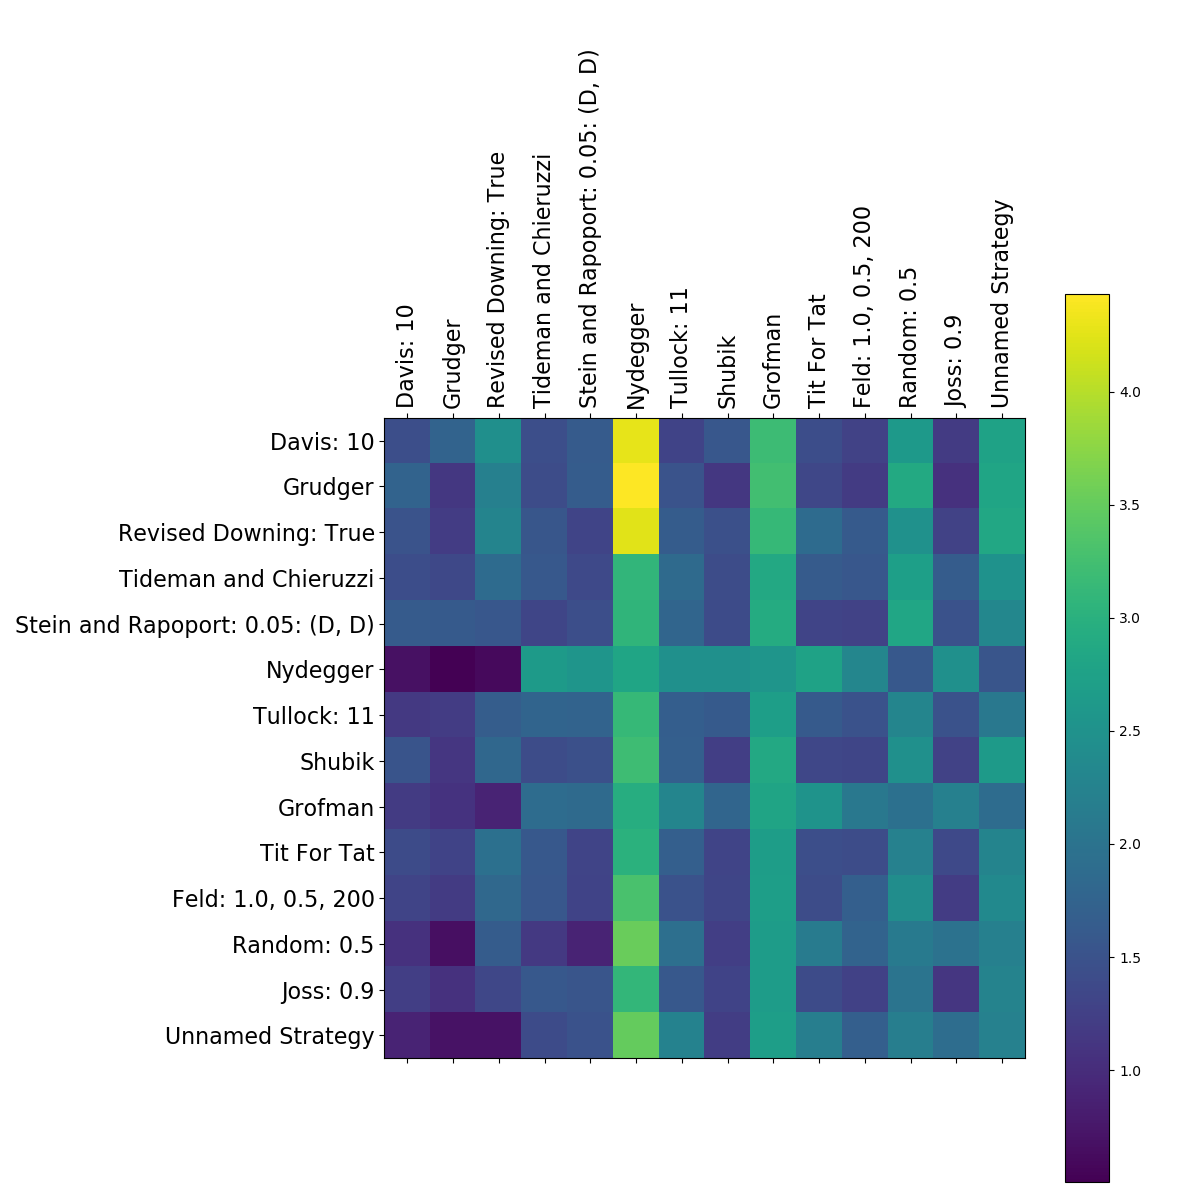 Davis: 10
Grudger
Revised Downing: True
Tideman and Chieruzzi
Stein and Rapoport: 0.05: (D, D)
Nydegger
Tullock: 11
Shubik
Grofman
Tit For Tat
Feld: 1.0, 0.5, 200
Random: 0.5
Joss: 0.9
Unnamed Strategy
Davis: 10
Grudger
Revised Downing: True
Tideman and Chieruzzi
Stein and Rapoport: 0.05: (D, D)
Nydegger
Tullock: 11
Shubik
Grofman
Tit For Tat
Feld: 1.0, 0.5, 200
Random: 0.5
Joss: 0.9
Unnamed Strategy
4.0
3.5
3.0
2.5
2.0
1.5
1.0